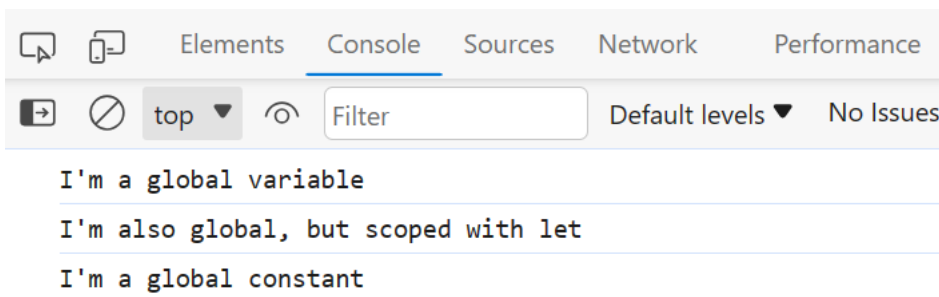 Elements Console Sources Network Performance
top Filter Default levels No Issues
I'm a global variable
I'm also global, but scoped with let
I'm a global constant